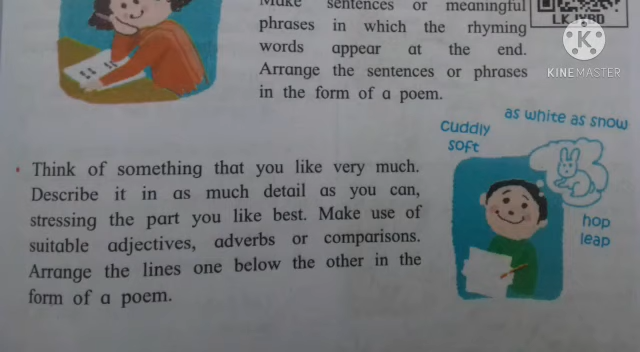 Make sentences or meaningful
phrases in which the rhyming
words appear at the end.
Arrange the sentences or phrases
in the form of a poem.
KINEMASTER
as white as snow
cuddly
soft
hop
leap
• Think of something that you like very much.
Describe it in as much detail as you can,
stressing the part you like best. Make use of
suitable adjectives, adverbs or comparisons.
Arrange the lines one below the other in the
form of a poem.